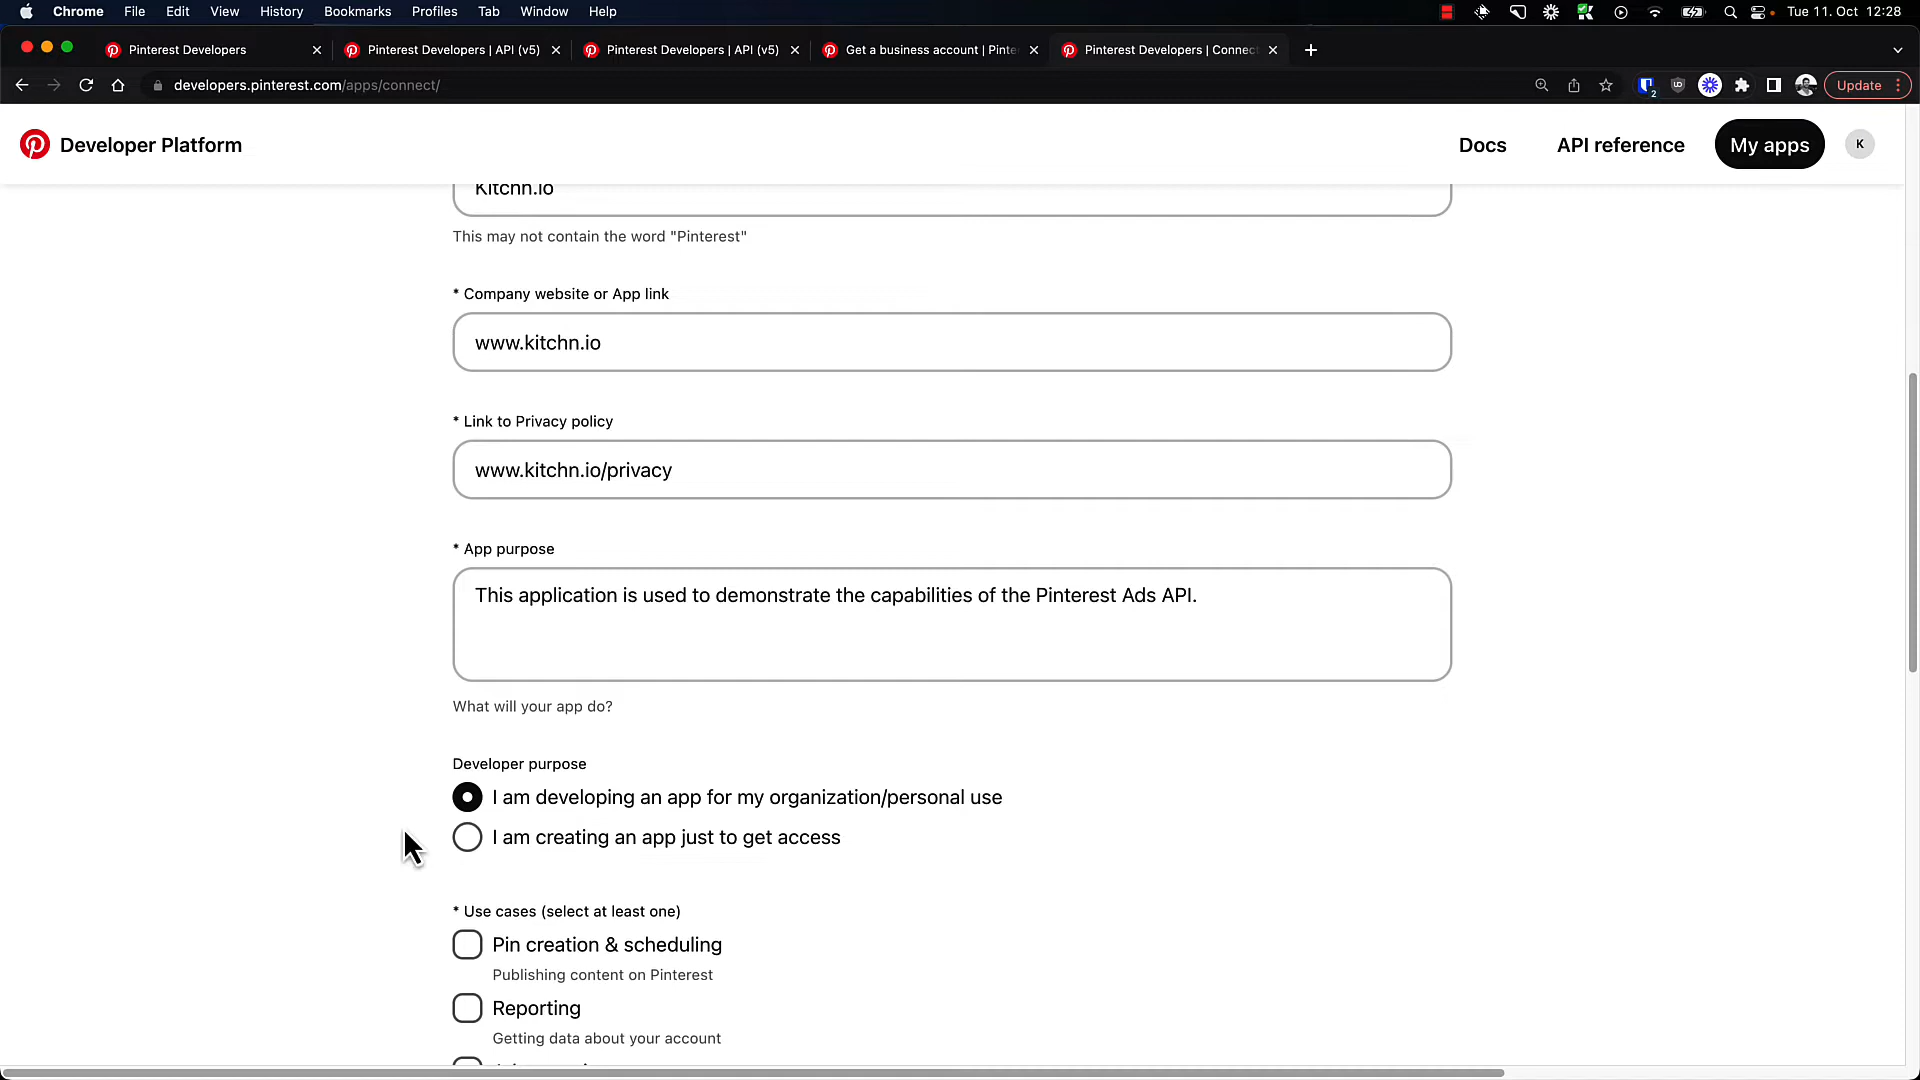 Chrome File Edit View History Bookmarks Profiles Tab Window Help Tue 11. Oct 12:28
Pinterest Developers Pinterest Developers | API (v5) Pinterest Developers | API (v5) Get a business account | Pinte Pinterest Developers | Connec
developers.pinterest.com/apps/connect/ 2 Update
Developer Platform Docs API reference My apps K
Kitchn.io
This may not contain the word "Pinterest"
* Company website or App link
www.kitchn.io
* Link to Privacy policy
www.kitchn.io/privacy
* App purpose
This application is used to demonstrate the capabilities of the Pinterest Ads API.
What will your app do?
Developer purpose
I am developing an app for my organization/personal use
I am creating an app just to get access
* Use cases (select at least one)
Pin creation & scheduling
Publishing content on Pinterest
Reporting
Getting data about your account